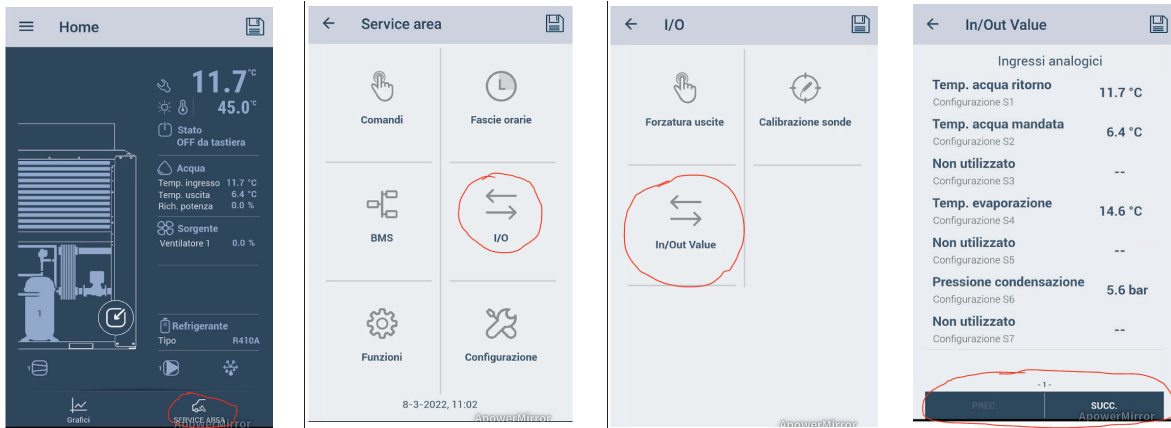 Home
11.7 °C
45.0 °C
Stato
OFF da tastiera
Acqua
Temp. ingresso 11.7 °C
Temp. uscita 6.4 °C
Rich. potenza 0.0 %
Sorgente
Ventilatore 1 0.0 %
1
Refrigerante
Tipo R410A
1
1
Grafici
SERVICE AREA
ApowerMirror
Service area
Comandi
Fascie orarie
BMS
I/O
Funzioni
Configurazione
8-3-2022, 11:02
ApowerMirror
I/O
Forzatura uscite
Calibrazione sonde
In/Out Value
ApowerMirror
In/Out Value
Ingressi analogici
Temp. acqua ritorno 11.7 °C
Configurazione S1
Temp. acqua mandata 6.4 °C
Configurazione S2
Non utilizzato --
Configurazione S3
Temp. evaporazione 14.6 °C
Configurazione S4
Non utilizzato --
Configurazione S5
Pressione condensazione 5.6 bar
Configurazione S6
Non utilizzato --
Configurazione S7
- 1 -
PREC. SUCC.
ApowerMirror